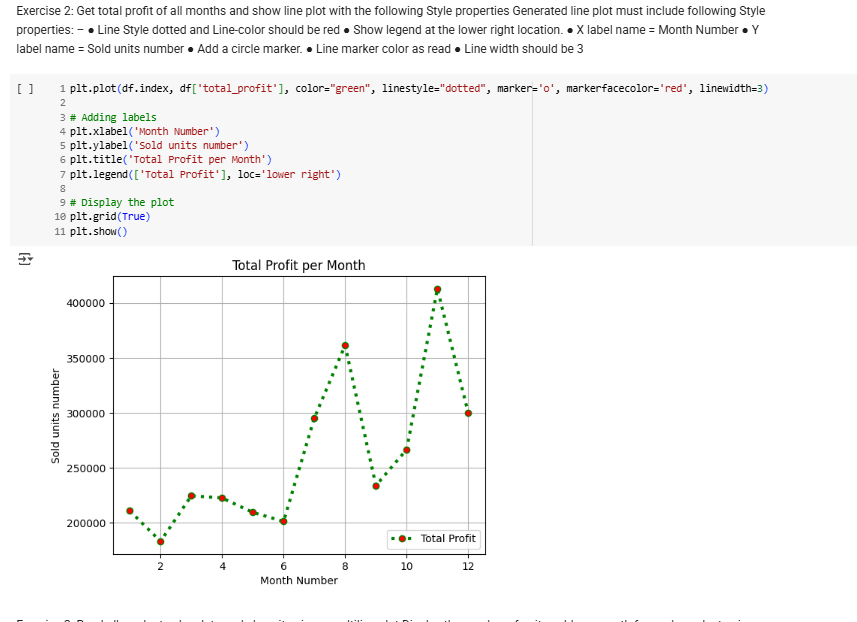 Exercise 2: Get total profit of all months and show line plot with the following Style properties Generated line plot must include following Style
properties: – ● Line Style dotted and Line-color should be red ● Show legend at the lower right location. ● X label name = Month Number ● Y
label name = Sold units number ● Add a circle marker. ● Line marker color as read ● Line width should be 3
[ ] 1 plt.plot(df.index, df['total_profit'], color="green", linestyle="dotted", marker='o', markerfacecolor='red', linewidth=3)
2
3 # Adding labels
4 plt.xlabel('Month Number')
5 plt.ylabel('Sold units number')
6 plt.title('Total Profit per Month')
7 plt.legend(['Total Profit'], loc='lower right')
8
9 # Display the plot
10 plt.grid(True)
11 plt.show()
Total Profit per Month
400000
350000
300000
250000
200000
Sold units number
Total Profit
2 4 6 8 10 12
Month Number